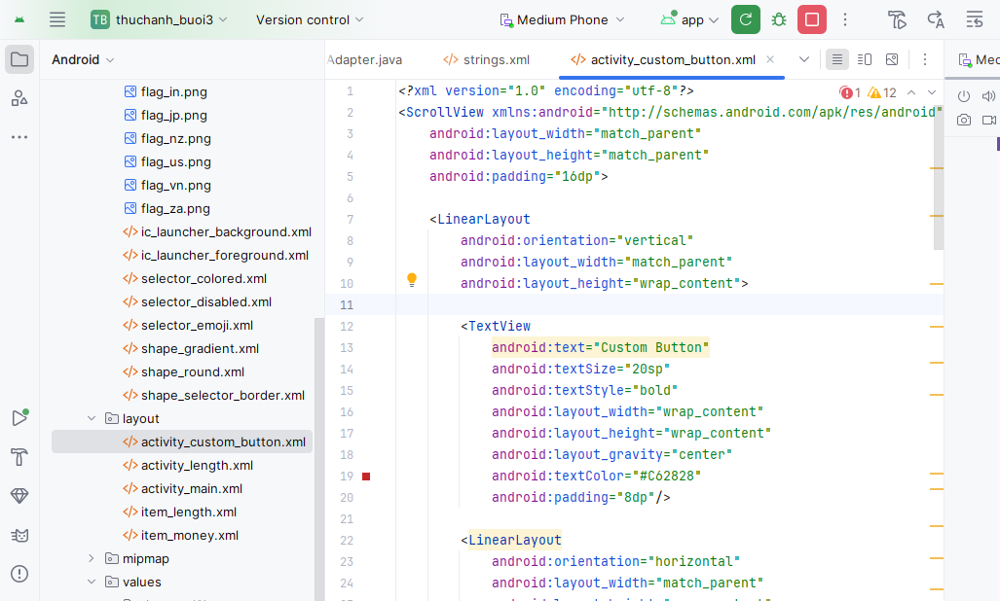 TB thuchanh_buoi3 Version control Medium Phone app
Android
Adapter.java strings.xml activity_custom_button.xml
flag_in.png
flag_jp.png
flag_nz.png
flag_us.png
flag_vn.png
flag_za.png
ic_launcher_background.xml
ic_launcher_foreground.xml
selector_colored.xml
selector_disabled.xml
selector_emoji.xml
shape_gradient.xml
shape_round.xml
shape_selector_border.xml
layout
activity_custom_button.xml
activity_length.xml
activity_main.xml
item_length.xml
item_money.xml
mipmap
values
1 <?xml version="1.0" encoding="utf-8"?>
1 12
2 <ScrollView xmlns:android="http://schemas.android.com/apk/res/android"
3 android:layout_width="match_parent"
4 android:layout_height="match_parent"
5 android:padding="16dp">
6
7 <LinearLayout
8 android:orientation="vertical"
9 android:layout_width="match_parent"
10 android:layout_height="wrap_content">
11
12 <TextView
13 android:text="Custom Button"
14 android:textSize="20sp"
15 android:textStyle="bold"
16 android:layout_width="wrap_content"
17 android:layout_height="wrap_content"
18 android:layout_gravity="center"
19 android:textColor="#C62828"
20 android:padding="8dp"/>
21
22 <LinearLayout
23 android:orientation="horizontal"
24 android:layout_width="match_parent"